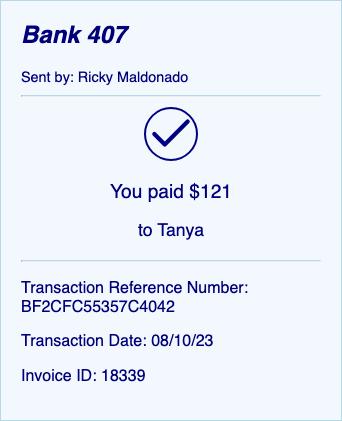 Bank 407
Sent by: Ricky Maldonado
You paid $121
to Tanya
Transaction Reference Number:
BF2CFC55357C4042
Transaction Date: 08/10/23
Invoice ID: 18339